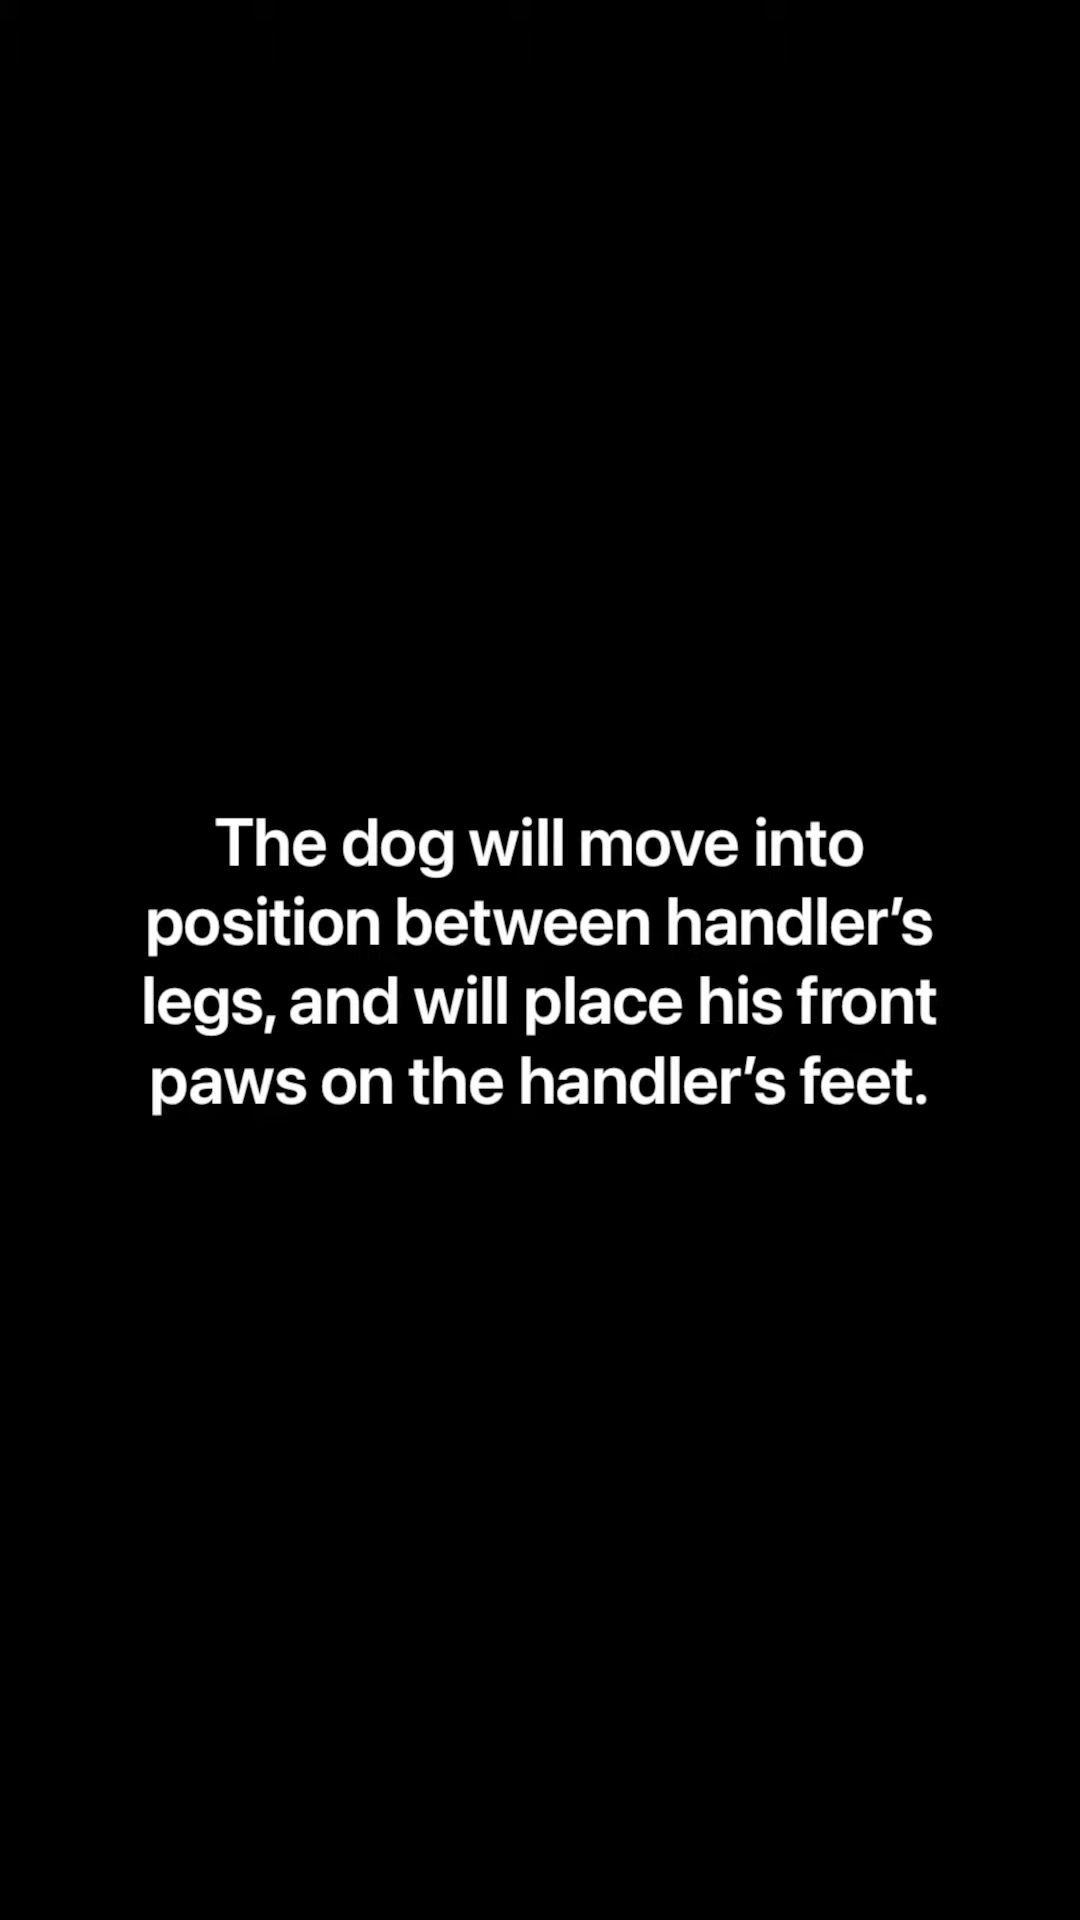 The dog will move into
position between handler’s
legs, and will place his front
paws on the handler’s feet.